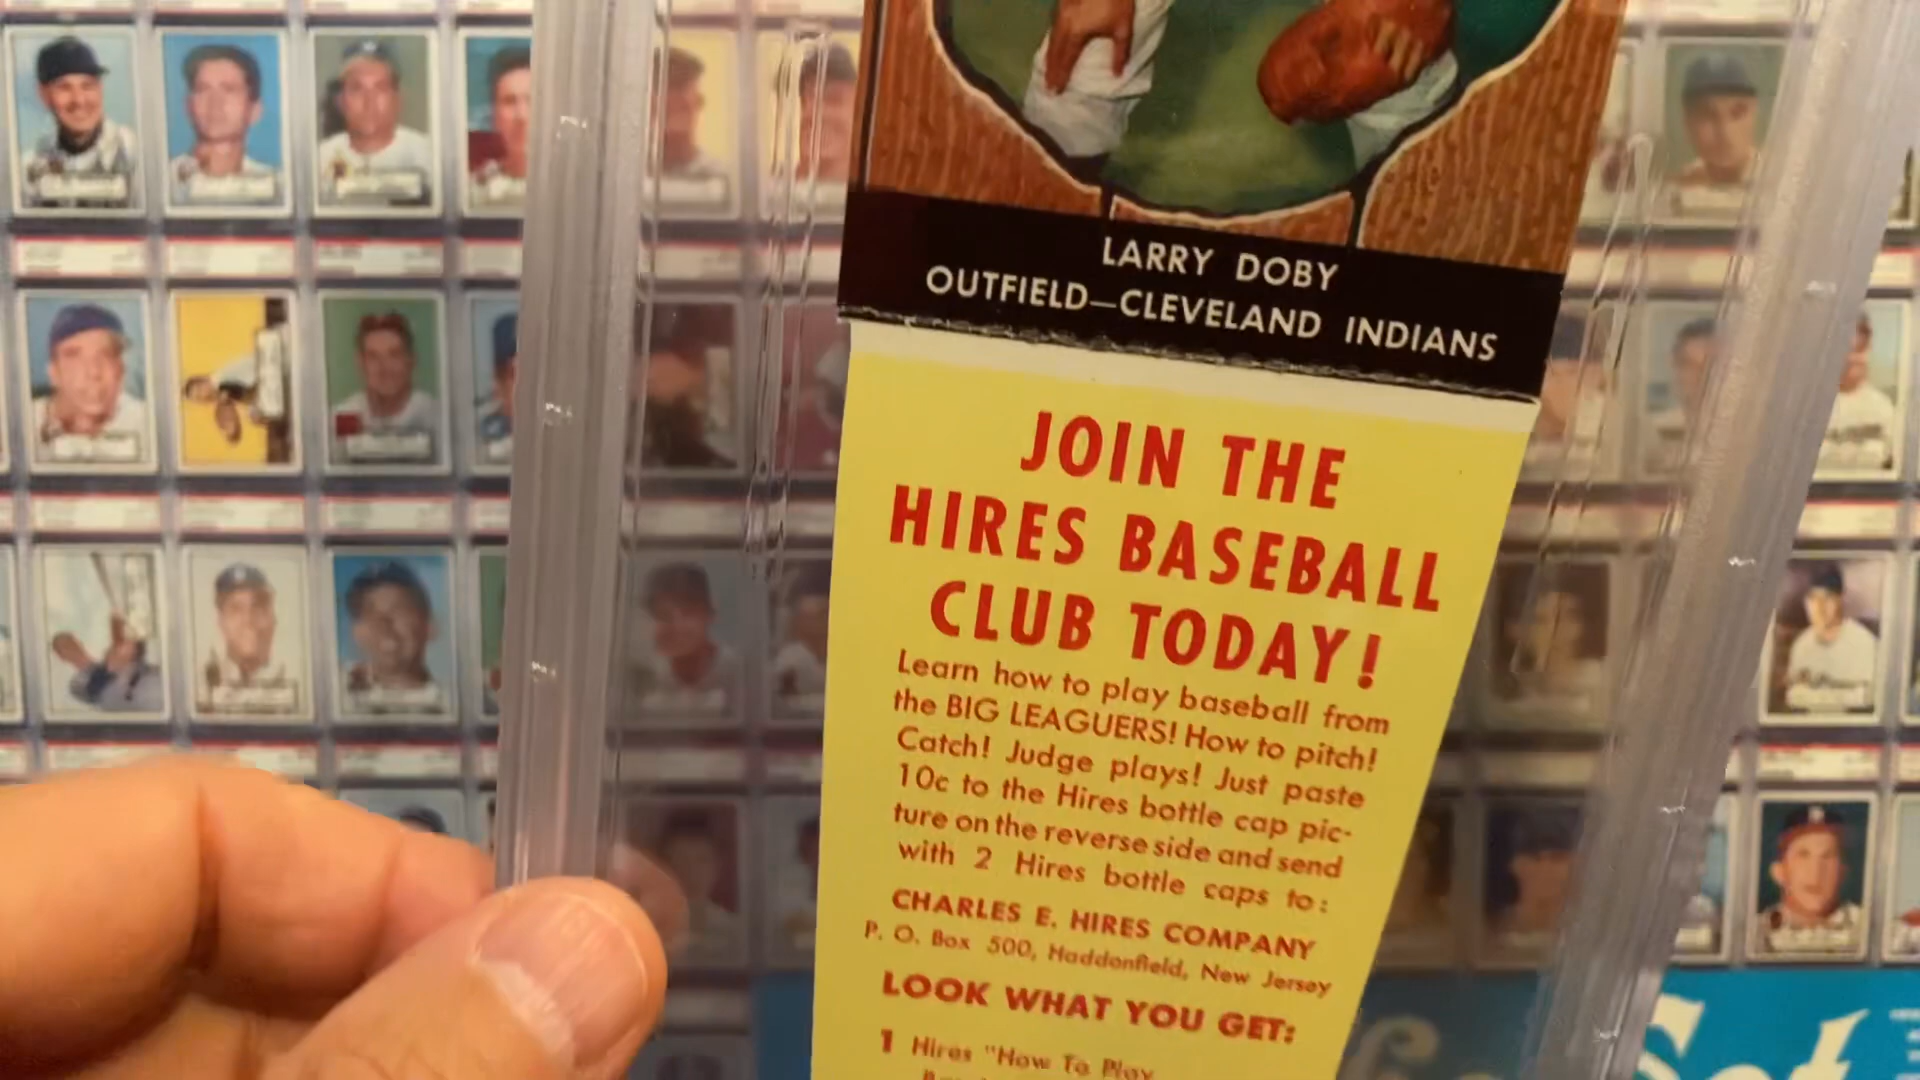 LARRY DOBY
OUTFIELD—CLEVELAND INDIANS
JOIN THE
HIRES BASEBALL
CLUB TODAY!
Learn how to play baseball from
the BIG LEAGUERS! How to pitch!
Catch! Judge plays! Just paste
10c to the Hires bottle cap pic-
ture on the reverse side and send
with 2 Hires bottle caps to:
CHARLES E. HIRES COMPANY
P. O. Box 500, Haddonfield, New Jersey
LOOK WHAT YOU GET:
1 Hires "How To Play
Set